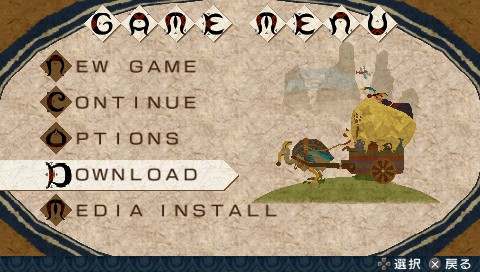 GAME MENU
NEW GAME
CONTINUE
OPTIONS
DOWNLOAD
MEDIA INSTALL
選択 × 戻る